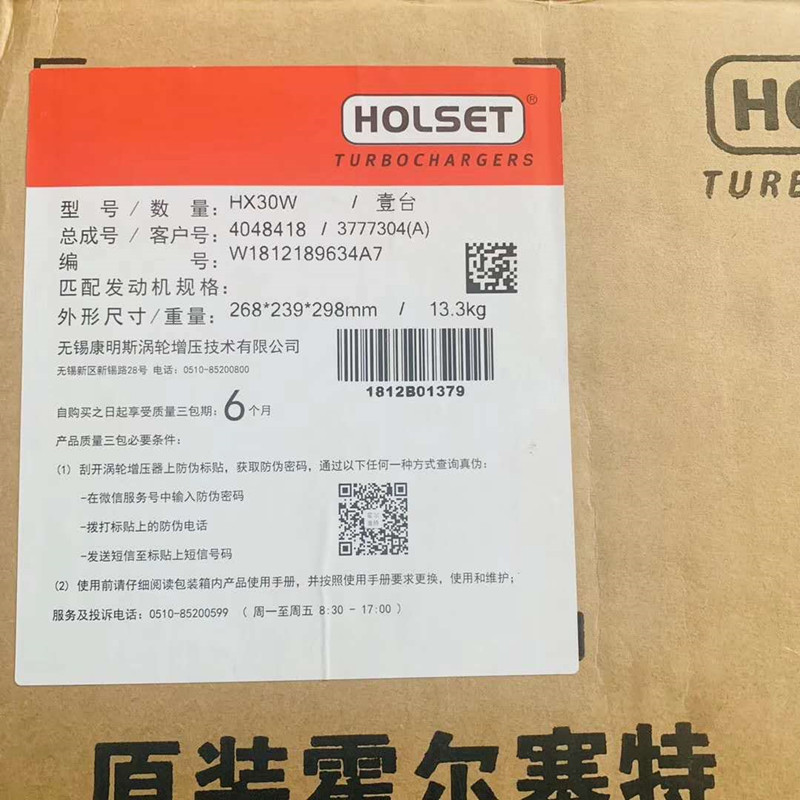 HOLSET®
TURBOCHARGERS
型 号 / 数 量: HX30W / 壹台
总成号 / 客户号: 4048418 / 3777304(A)
编 号: W1812189634A7
匹配发动机规格:
外形尺寸/重量: 268*239*298mm / 13.3kg
无锡康明斯涡轮增压技术有限公司
无锡新区新锡路28号 电话: 0510-85200800
1812B01379
自购买之日起享受质量三包期: 6个月
产品质量三包必要条件:
(1) 刮开涡轮增压器上防伪标贴, 获取防伪密码, 通过以下任何一种方式查询真伪:
-在微信服务号中输入防伪密码
-拨打标贴上的防伪电话
-发送短信至标贴上短信号码
(2) 使用前请仔细阅读包装箱内产品使用手册, 并按照使用手册要求更换, 使用和维护;
服务及投诉电话: 0510-85200599 ( 周一至周五 8:30 - 17:00 )
HO
TURB
原装霍尔赛特